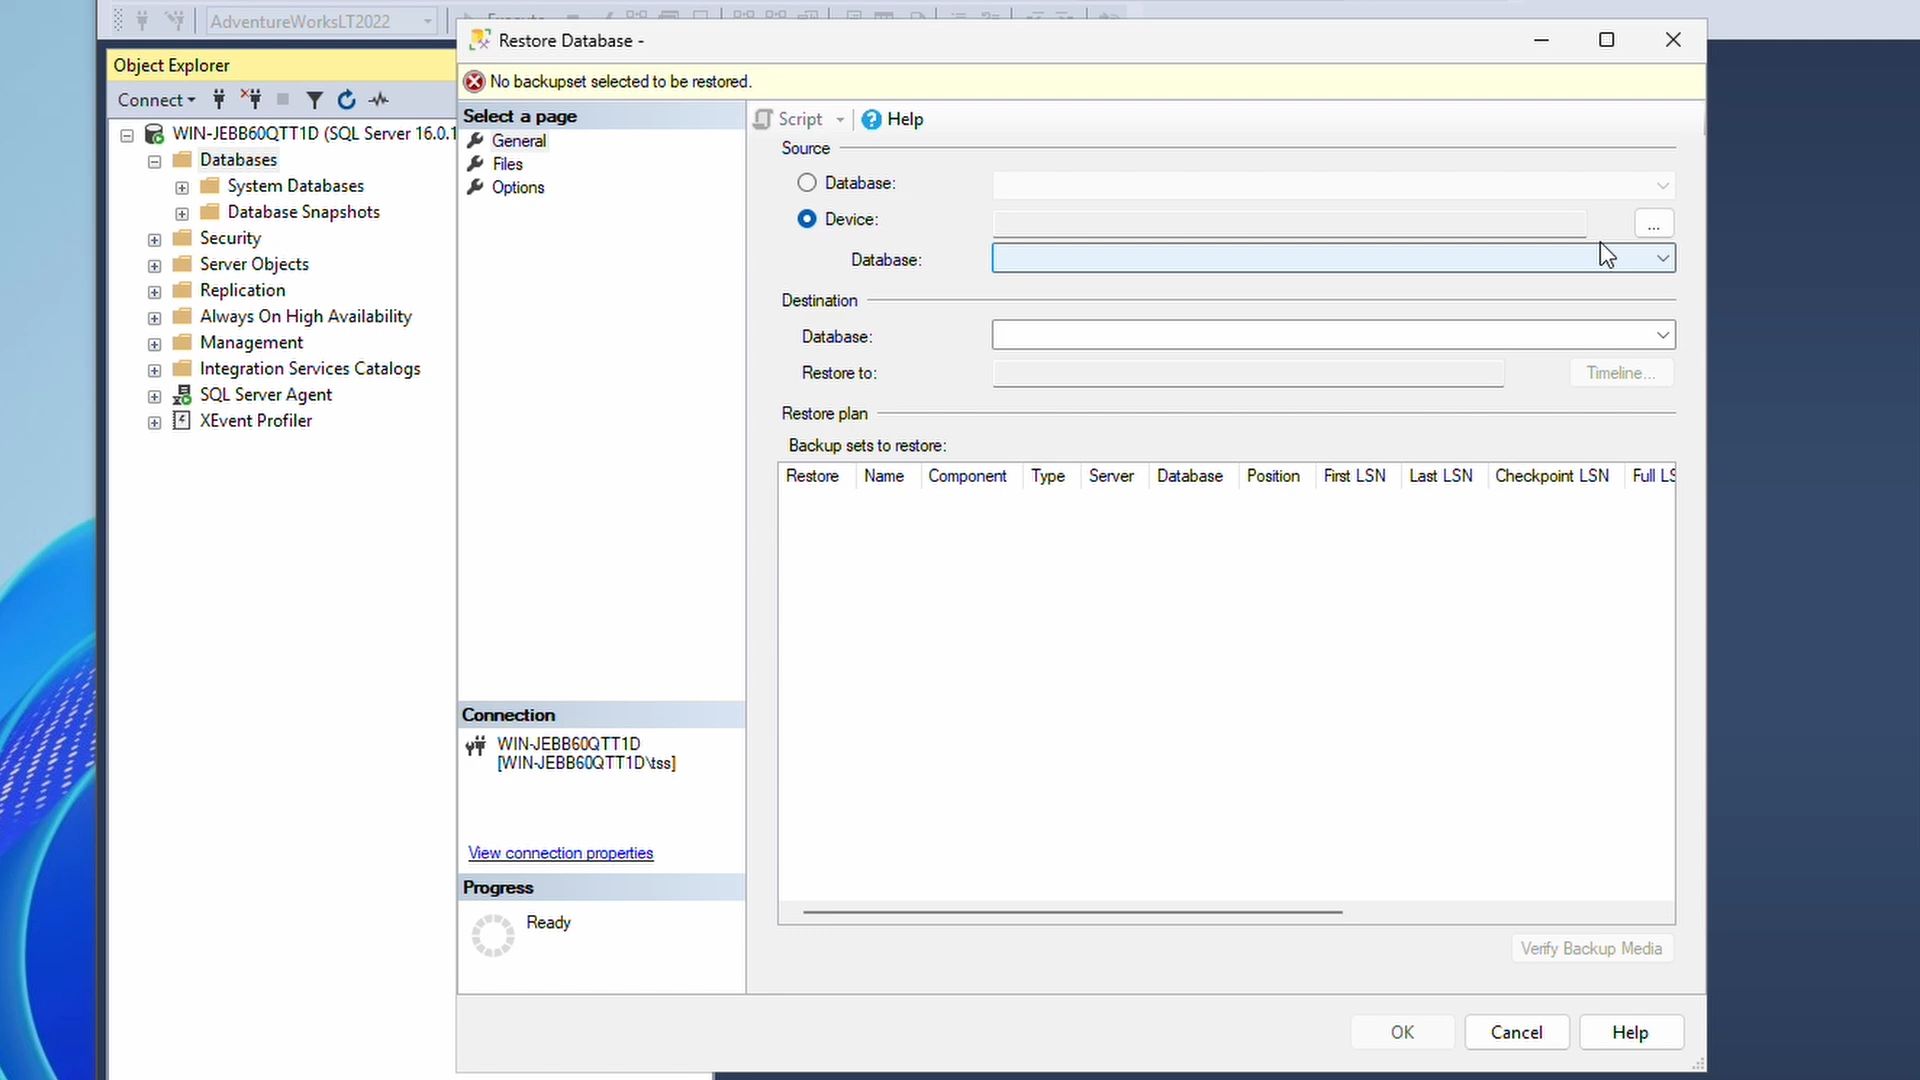 AdventureWorksLT2022
Execute
Restore Database -
Object Explorer
No backupset selected to be restored.
Connect
Select a page
Script
Help
WIN-JEBB60QTT1D (SQL Server 16.0.1
General
Source
Databases
Files
Database:
System Databases
Options
Device:
...
Database Snapshots
Security
Database:
Server Objects
Replication
Destination
Always On High Availability
Database:
Management
Integration Services Catalogs
Restore to:
Timeline...
SQL Server Agent
Restore plan
XEvent Profiler
Backup sets to restore:
Restore Name Component Type Server Database Position First LSN Last LSN Checkpoint LSN Full LS
Connection
WIN-JEBB60QTT1D
[WIN-JEBB60QTT1D\tss]
View connection properties
Progress
Ready
Verify Backup Media
OK
Cancel
Help